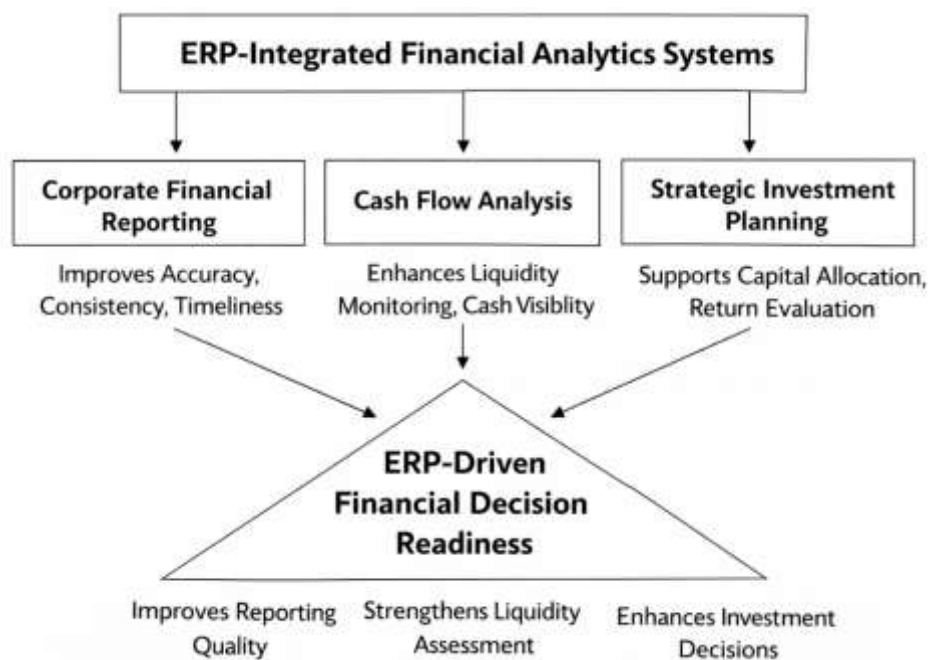 ERP-Integrated Financial Analytics Systems
Corporate Financial
Reporting
Cash Flow Analysis
Strategic Investment
Planning
Improves Accuracy,
Consistency, Timeliness
Enhances Liquidity
Monitoring, Cash Visiblity
Supports Capital Allocation,
Return Evaluation
ERP-Driven
Financial Decision
Readiness
Improves Reporting
Quality
Strengthens Liquidity
Assessment
Enhances Investment
Decisions